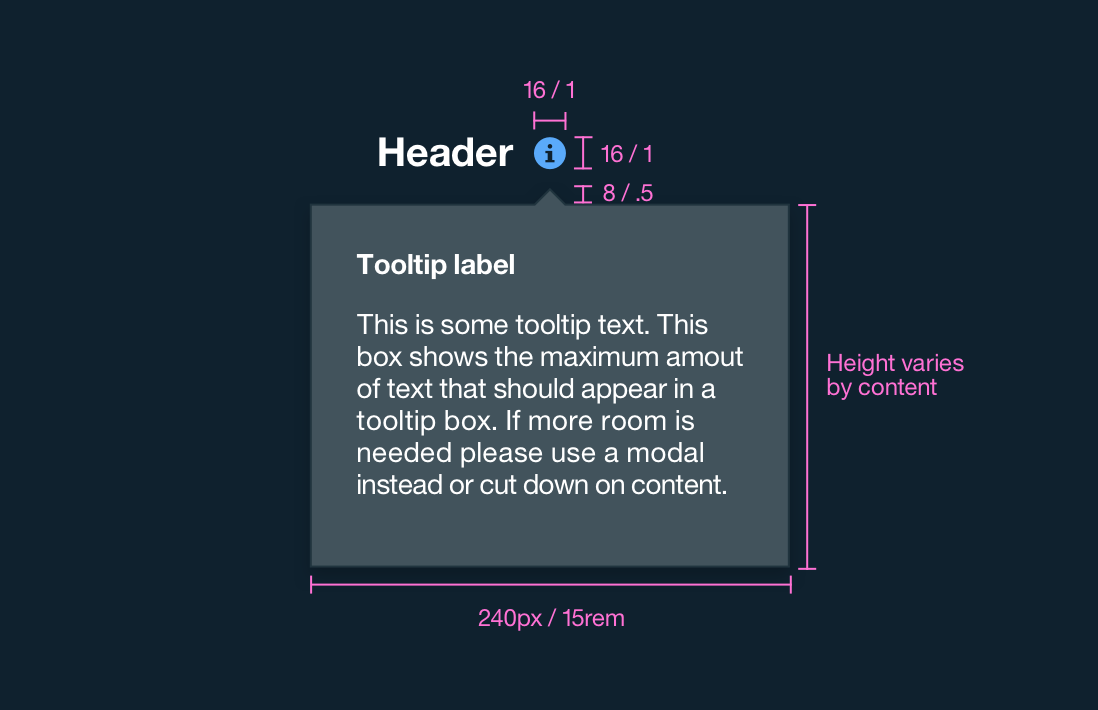 16 / 1
Header
16 / 1
8 / .5
Tooltip label
This is some tooltip text. This
box shows the maximum amout
of text that should appear in a
tooltip box. If more room is
needed please use a modal
instead or cut down on content.
Height varies
by content
240px / 15rem